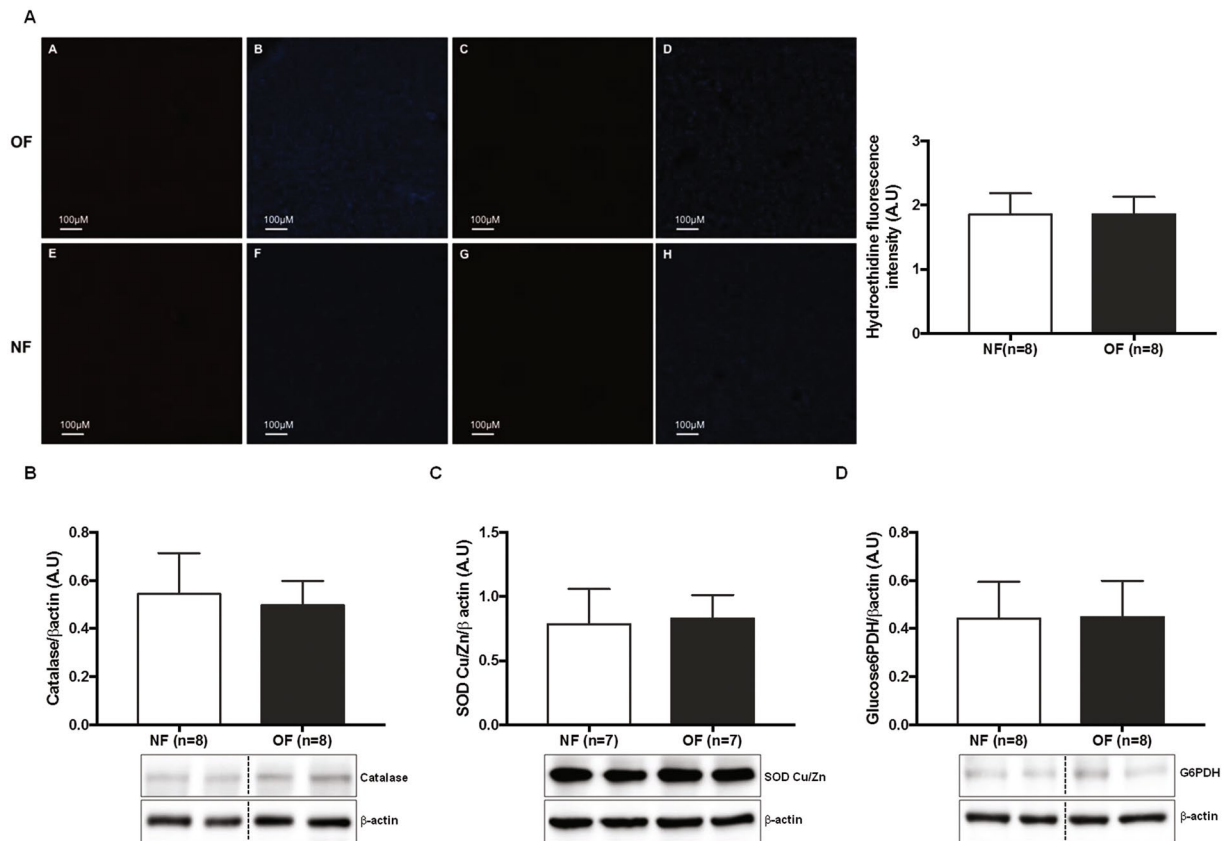 A
A
B
C
D
OF
100µM
100µM
100µM
100µM
E
F
G
H
NF
100µM
100µM
100µM
100µM
Hydroethidine fluorescence
intensity (A.U)
3
2
1
0
NF(n=8)
OF (n=8)
B
Catalase/βactin (A.U)
0.8
0.6
0.4
0.2
0.0
NF (n=8)
OF (n=8)
Catalase
β-actin
C
SOD Cu/Zn/β actin (A.U)
1.5
1.0
0.5
0.0
NF (n=7)
OF (n=7)
SOD Cu/Zn
β-actin
D
Glucose6PDH/βactin (A.U)
0.8
0.6
0.4
0.2
0.0
NF (n=8)
OF (n=8)
G6PDH
β-actin